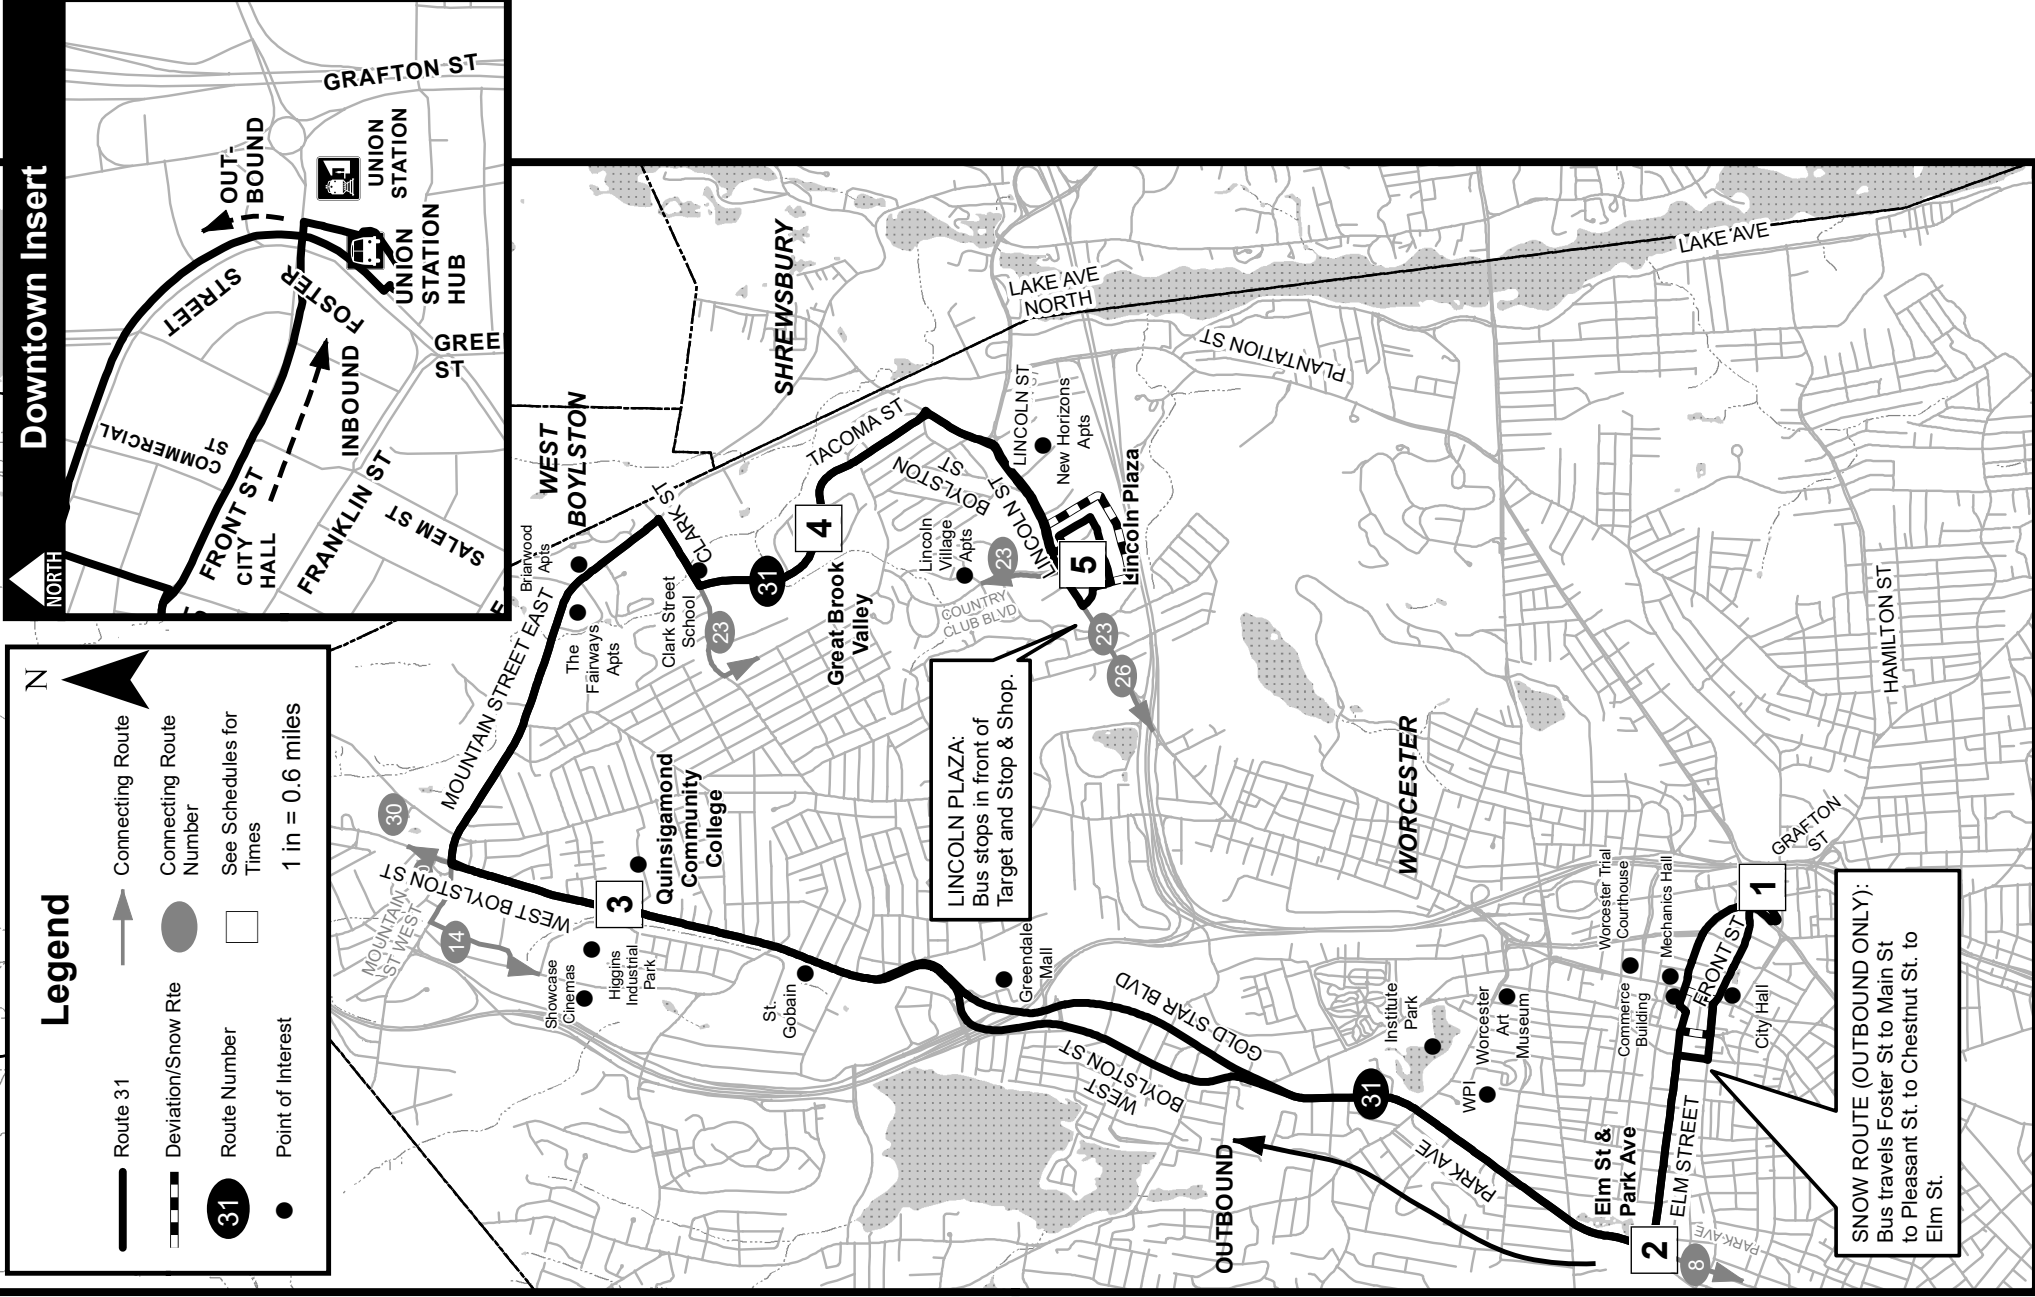 Downtown Insert
NORTH
GRAFTON ST
OUT-
BOUND
UNION
STATION
UNION
STATION
HUB
STREET
FOSTER
GREE
ST
COMMERCIAL
ST
INBOUND
FRONT ST
CITY
HALL
FRANKLIN ST
SALEM ST
Legend
N
Route 31
Deviation/Snow Rte
31
Route Number
Point of Interest
Connecting Route
Connecting Route
Number
See Schedules for
Times
1 in = 0.6 miles
WEST
BOYLSTON
SHREWSBURY
WORCESTER
LAKE AVE
NORTH
LAKE AVE
PLANTATION ST
HAMILTON ST
GRAFTON
ST
Briarwood
Apts
The
Fairways
Apts
MOUNTAIN STREET EAST
CLARK ST
Clark Street
School
23
31
4
Great Brook
Valley
TACOMA ST
BOYLSTON
ST
LINCOLN ST
LINCOLN ST
New Horizons
Apts
Lincoln
Village
Apts
23
COUNTRY
CLUB BLVD
LINCOLN
5
Lincoln Plaza
23
26
LINCOLN PLAZA:
Bus stops in front of
Target and Stop & Shop.
30
MOUNTAIN
ST WEST
WEST BOYLSTON ST
14
3
Quinsigamond
Community
College
Showcase
Cinemas
Higgins
Industrial
Park
St.
Gobain
Greendale
Mall
GOLD STAR BLVD
WEST
BOYLSTON ST
31
Institute
Park
WPI
Worcester
Art
Museum
PARK AVE
OUTBOUND
Elm St &
Park Ave
2
8
PARK AVE
ELM STREET
Commerce
Building
Worcester Trial
Courthouse
Mechanics Hall
FRONT ST
City Hall
1
SNOW ROUTE (OUTBOUND ONLY):
Bus travels Foster St to Main St
to Pleasant St. to Chestnut St. to
Elm St.